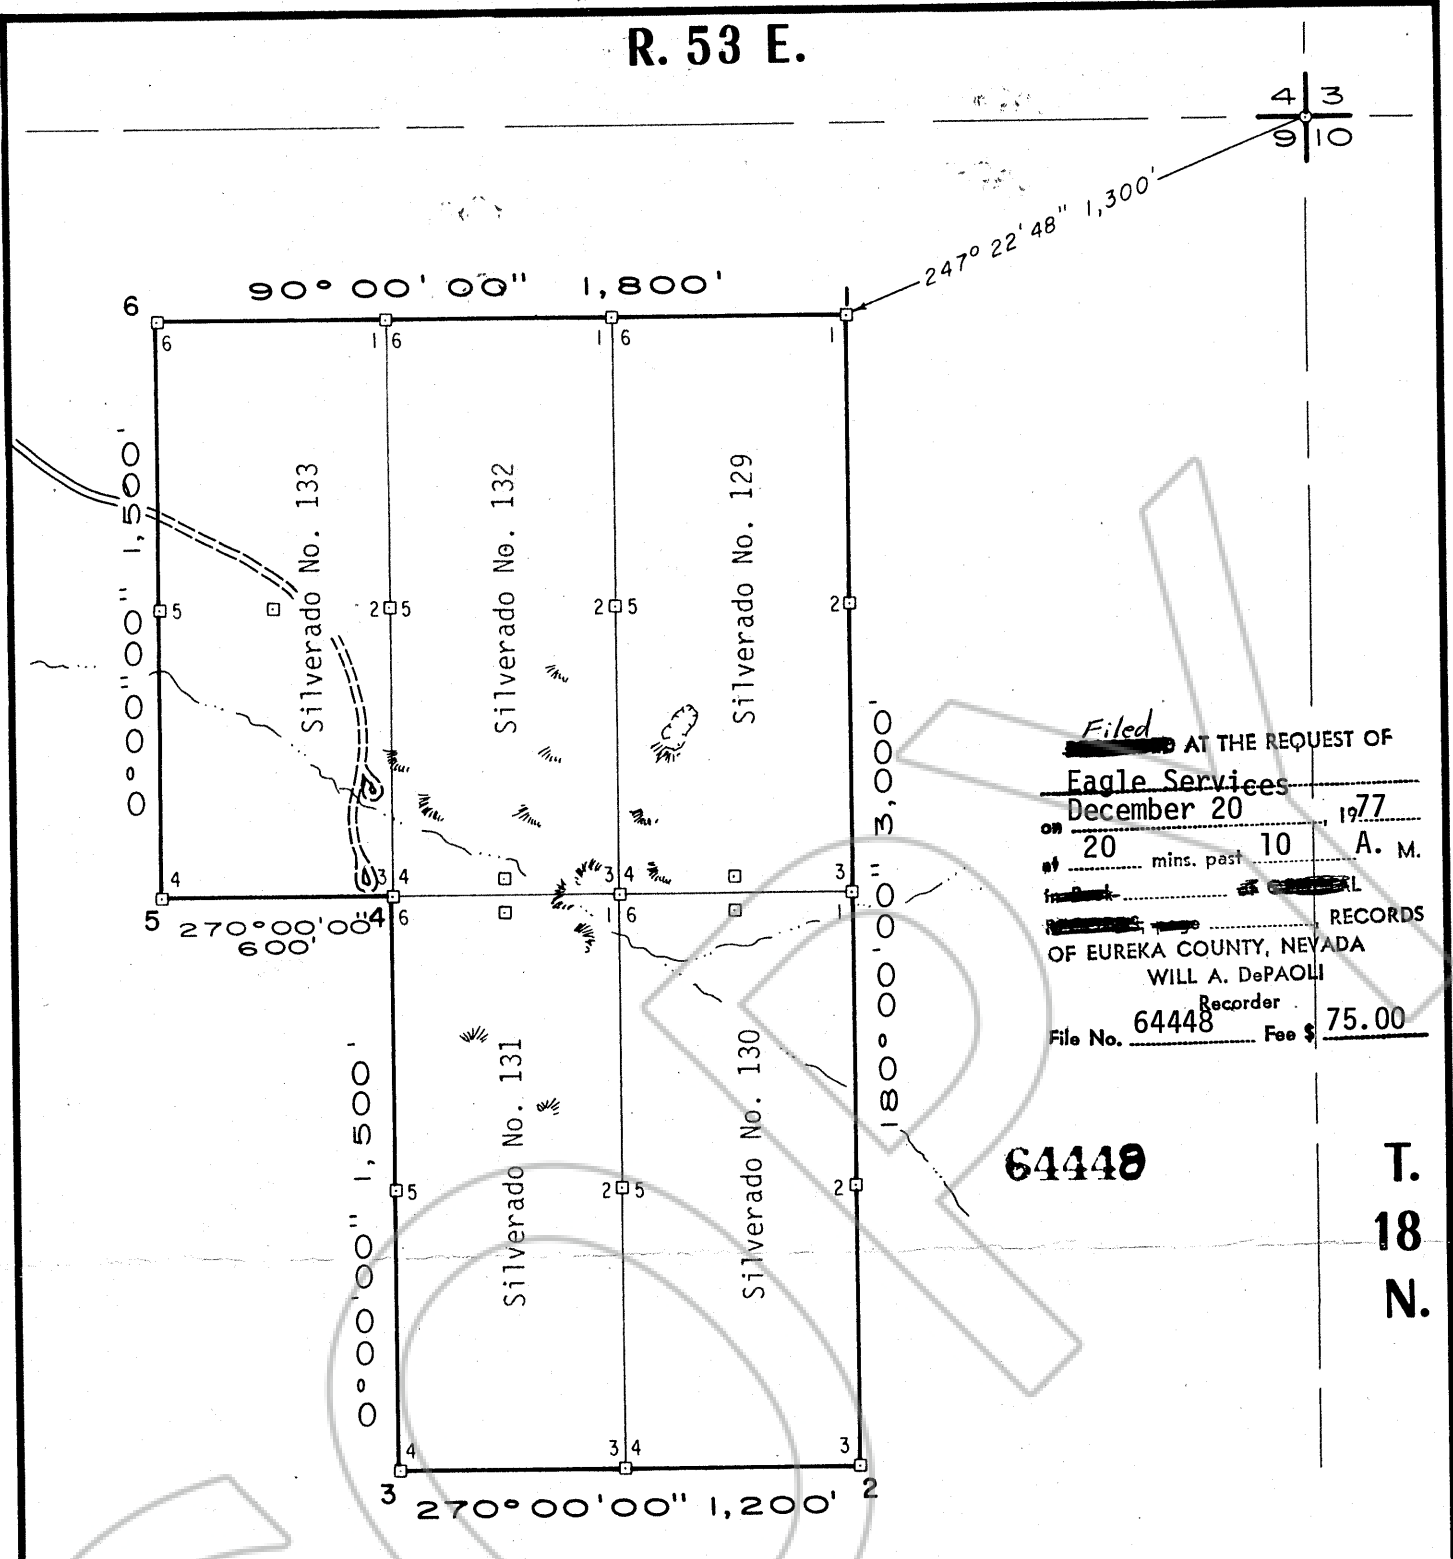 R. 53 E.
4 3
9 10
247° 22' 48" 1,300'
90° 00' 00" 1,800'
6
1
6
1 6
1 6
1
0° 00' 00" 1,500'
Silverado No. 133
Silverado No. 132
Silverado No. 129
5
2 5
2 5
2
180° 00' 00" 3,000'
Filed
AT THE REQUEST OF
Eagle Services
on December 20, 1977
at 20 mins. past 10 A. M.
RECORDS
OF EUREKA COUNTY, NEVADA
WILL A. DePAOLI
Recorder
File No. 64448 Fee $ 75.00
4
3 4
3 4
3
5
270° 00' 00"
600'
4
6
1 6
1
0° 00' 00" 1,500'
Silverado No. 131
Silverado No. 130
5
2 5
2
64448
T.
18
N.
4
3 4
3
3
2
270° 00' 00" 1,200'
COPY